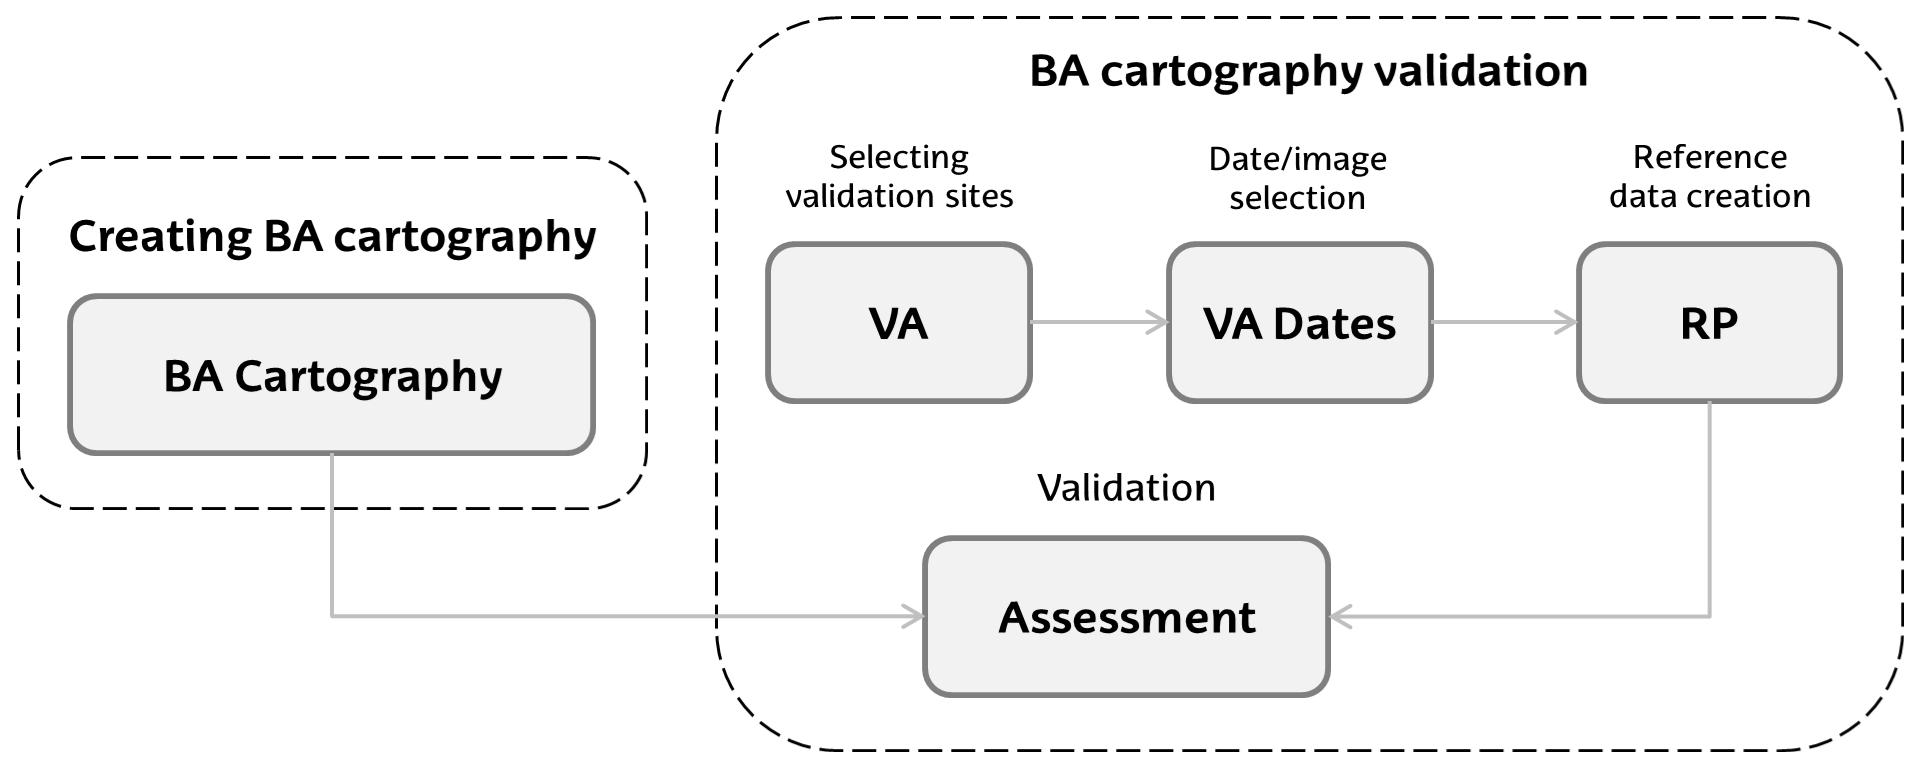 Creating BA cartography
BA Cartography
BA cartography validation
Selecting
validation sites
VA
Date/image
selection
VA Dates
Reference
data creation
RP
Validation
Assessment